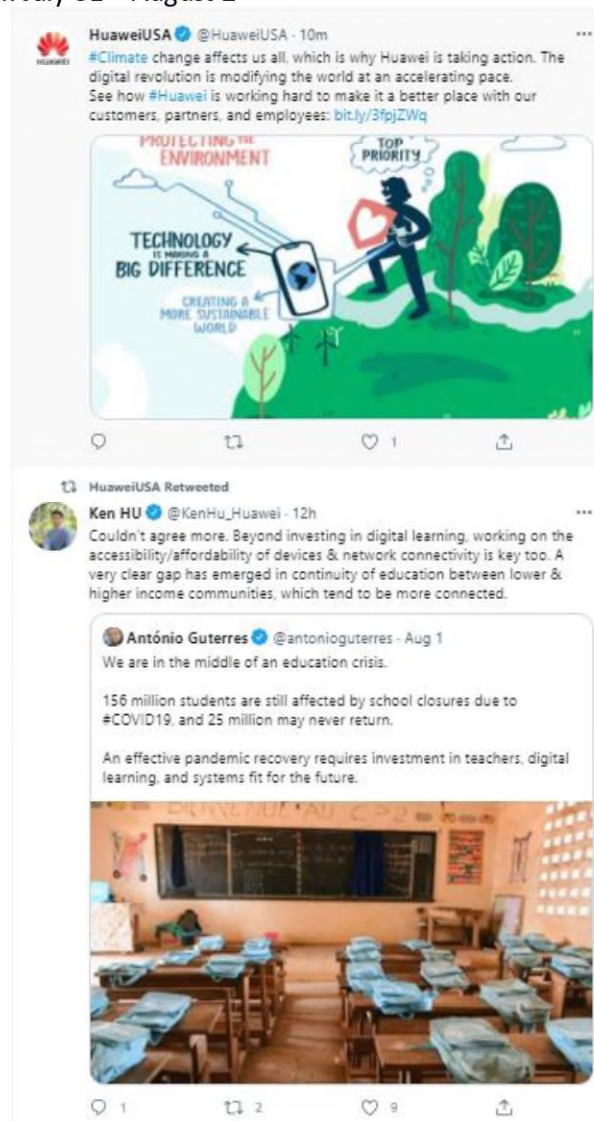 HuaweiUSA @HuaweiUSA · 10m
#Climate change affects us all, which is why Huawei is taking action. The
digital revolution is modifying the world at an accelerating pace.
See how #Huawei is working hard to make it a better place with our
customers, partners, and employees: bit.ly/3fpjZWq
HUAWEI
PROTECTING THE
ENVIRONMENT
TOP
PRIORITY
TECHNOLOGY
IS MAKING A
BIG DIFFERENCE
CREATING A
MORE SUSTAINABLE
WORLD
1
HuaweiUSA Retweeted
Ken HU @KenHu_Huawei · 12h
Couldn't agree more. Beyond investing in digital learning, working on the
accessibility/affordability of devices & network connectivity is key too. A
very clear gap has emerged in continuity of education between lower &
higher income communities, which tend to be more connected.
António Guterres @antonioguterres · Aug 1
We are in the middle of an education crisis.
156 million students are still affected by school closures due to
#COVID19, and 25 million may never return.
An effective pandemic recovery requires investment in teachers, digital
learning, and systems fit for the future.
BIENVENUE AU CP2
1 2 9